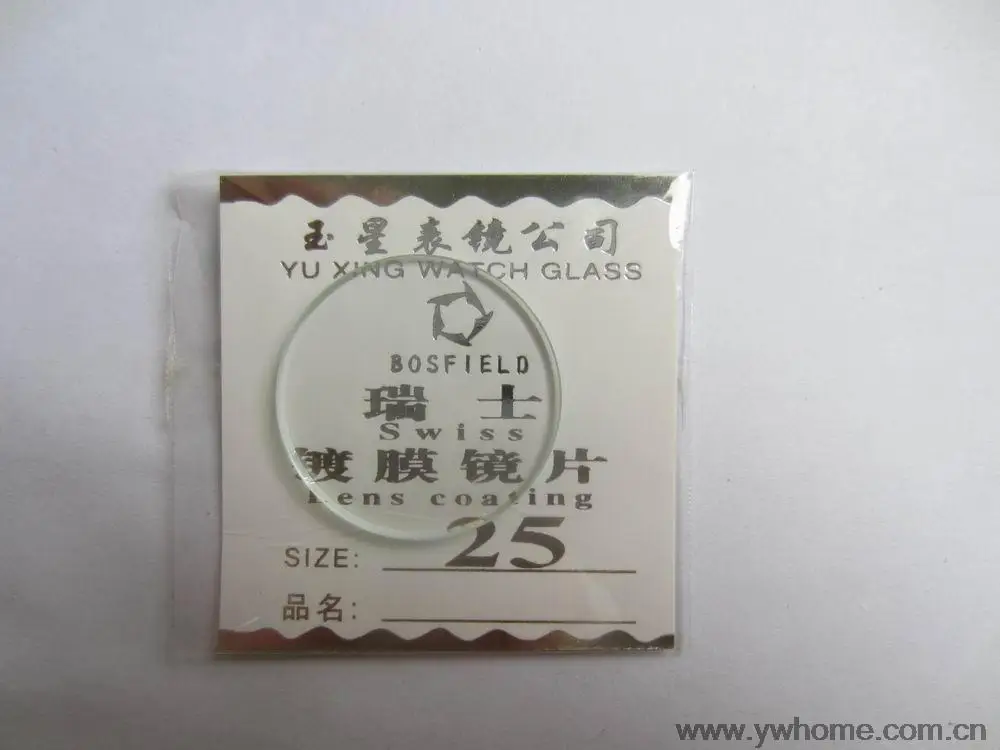 玉星表镜公司
YU XING WATCH GLASS
BOSFIELD
瑞士
Swiss
镀膜镜片
Lens coating
SIZE: 25
品名:
www.ywhome.com.cn